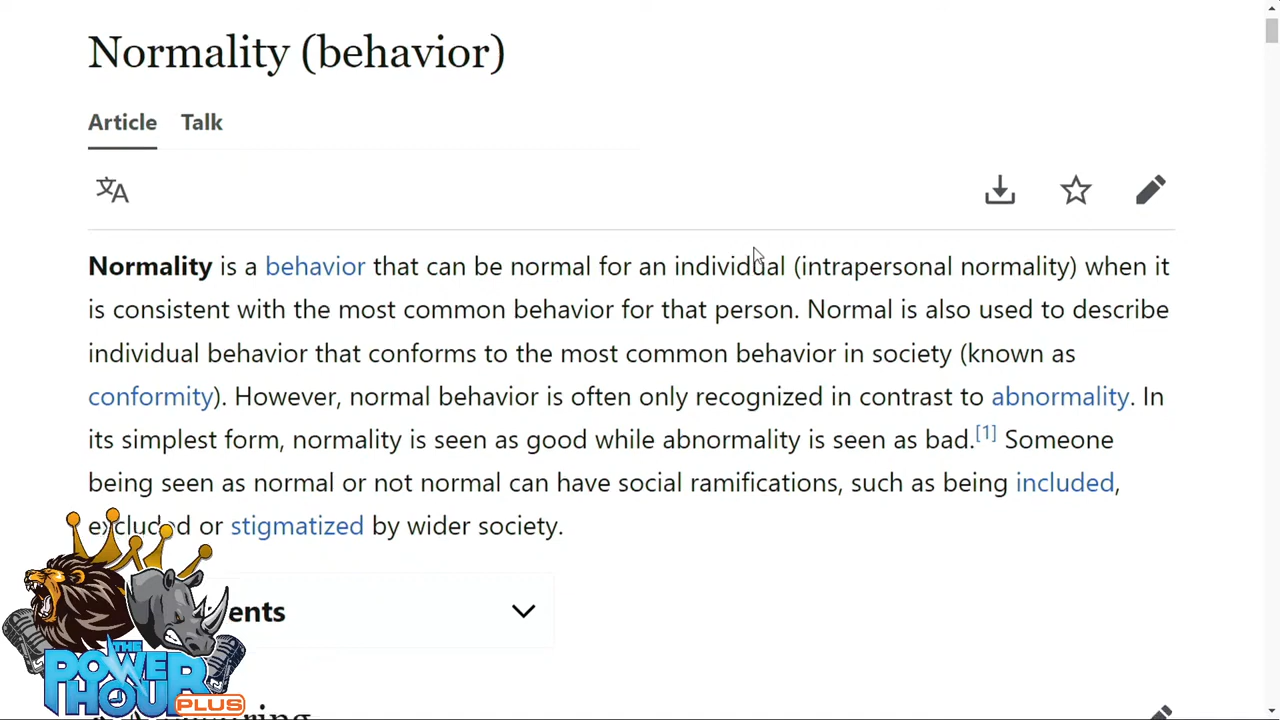 Normality (behavior)
Article Talk
文A
Normality is a behavior that can be normal for an individual (intrapersonal normality) when it
is consistent with the most common behavior for that person. Normal is also used to describe
individual behavior that conforms to the most common behavior in society (known as
conformity). However, normal behavior is often only recognized in contrast to abnormality. In
its simplest form, normality is seen as good while abnormality is seen as bad.[1] Someone
being seen as normal or not normal can have social ramifications, such as being included,
excluded or stigmatized by wider society.
ents
THE
POWER
HOUR
PLUS